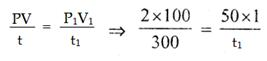 PV/t = P₁V₁/t₁ ⇒ 2×100/300 = 50×1/t₁